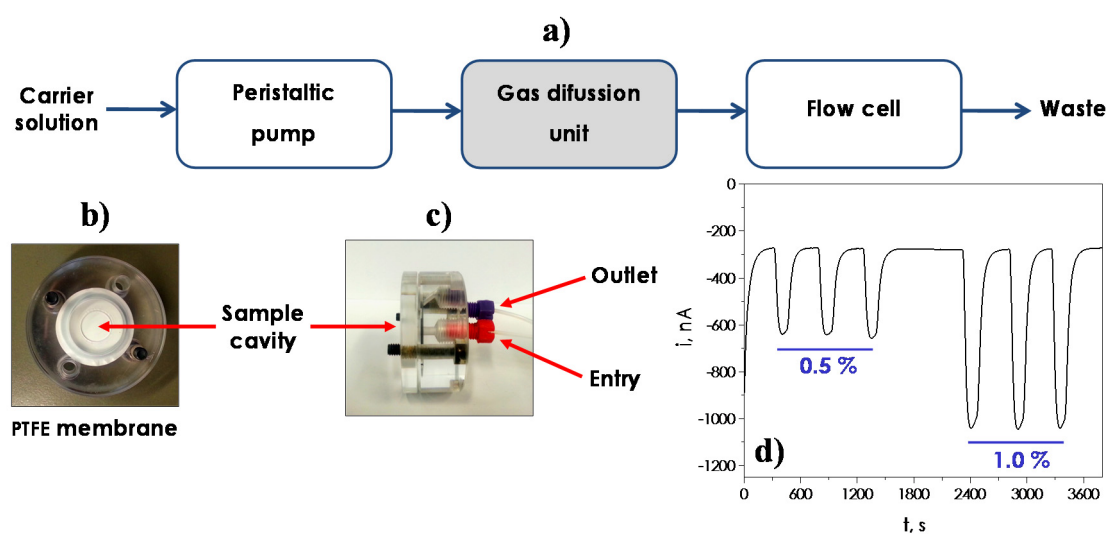 a)
Carrier
solution
Peristaltic
pump
Gas difussion
unit
Flow cell
Waste
b)
PTFE membrane
Sample
cavity
c)
Outlet
Entry
d)
0
-200
-400
-600
-800
-1000
-1200
i, nA
0.5 %
1.0 %
0
600
1200
1800
2400
3000
3600
t, s